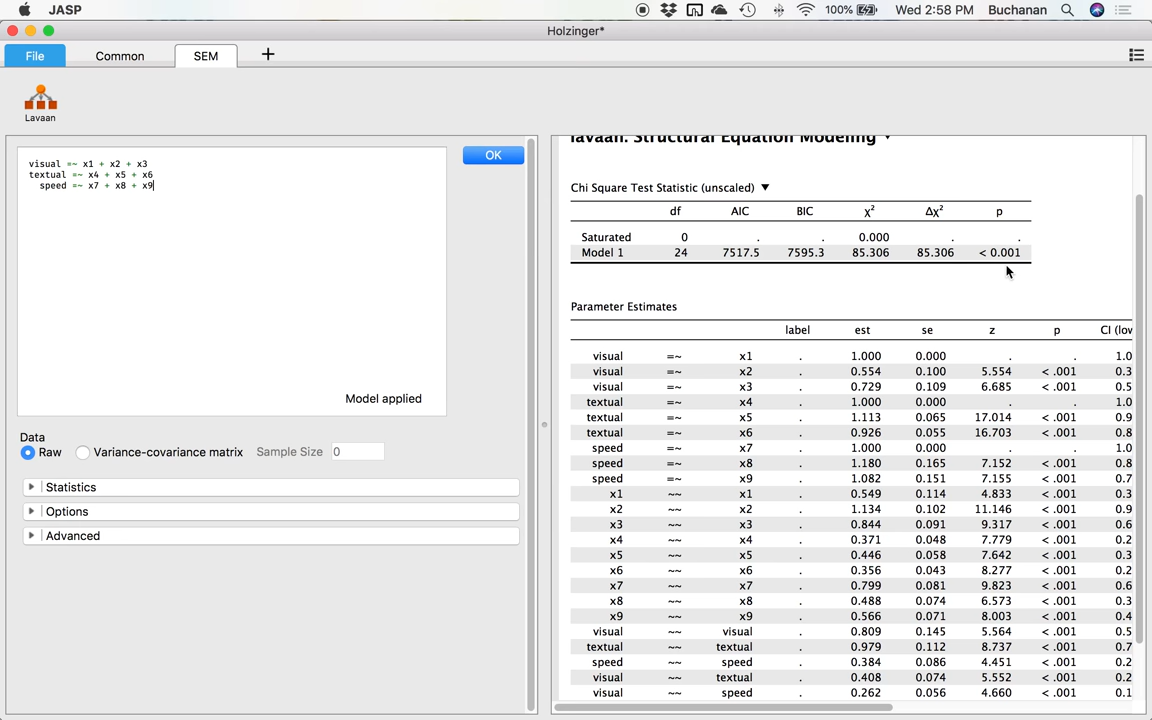 JASP 100% Wed 2:58 PM Buchanan
Holzinger*
File Common SEM +
Lavaan
visual =~ x1 + x2 + x3
textual =~ x4 + x5 + x6
speed =~ x7 + x8 + x9
OK
Model applied
Data
Raw Variance-covariance matrix Sample Size 0
Statistics
Options
Advanced
lavaan: Structural Equation Modeling
Chi Square Test Statistic (unscaled)
df AIC BIC χ² Δχ² p
Saturated 0 . . 0.000 . .
Model 1 24 7517.5 7595.3 85.306 85.306 < 0.001
Parameter Estimates
label est se z p CI (low
visual =~ x1 . 1.000 0.000 . . 1.0
visual =~ x2 . 0.554 0.100 5.554 < .001 0.3
visual =~ x3 . 0.729 0.109 6.685 < .001 0.5
textual =~ x4 . 1.000 0.000 . . 1.0
textual =~ x5 . 1.113 0.065 17.014 < .001 0.9
textual =~ x6 . 0.926 0.055 16.703 < .001 0.8
speed =~ x7 . 1.000 0.000 . . 1.0
speed =~ x8 . 1.180 0.165 7.152 < .001 0.8
speed =~ x9 . 1.082 0.151 7.155 < .001 0.7
x1 ~~ x1 . 0.549 0.114 4.833 < .001 0.3
x2 ~~ x2 . 1.134 0.102 11.146 < .001 0.9
x3 ~~ x3 . 0.844 0.091 9.317 < .001 0.6
x4 ~~ x4 . 0.371 0.048 7.779 < .001 0.2
x5 ~~ x5 . 0.446 0.058 7.642 < .001 0.3
x6 ~~ x6 . 0.356 0.043 8.277 < .001 0.2
x7 ~~ x7 . 0.799 0.081 9.823 < .001 0.6
x8 ~~ x8 . 0.488 0.074 6.573 < .001 0.3
x9 ~~ x9 . 0.566 0.071 8.003 < .001 0.4
visual ~~ visual . 0.809 0.145 5.564 < .001 0.5
textual ~~ textual . 0.979 0.112 8.737 < .001 0.7
speed ~~ speed . 0.384 0.086 4.451 < .001 0.2
visual ~~ textual . 0.408 0.074 5.552 < .001 0.2
visual ~~ speed . 0.262 0.056 4.660 < .001 0.1